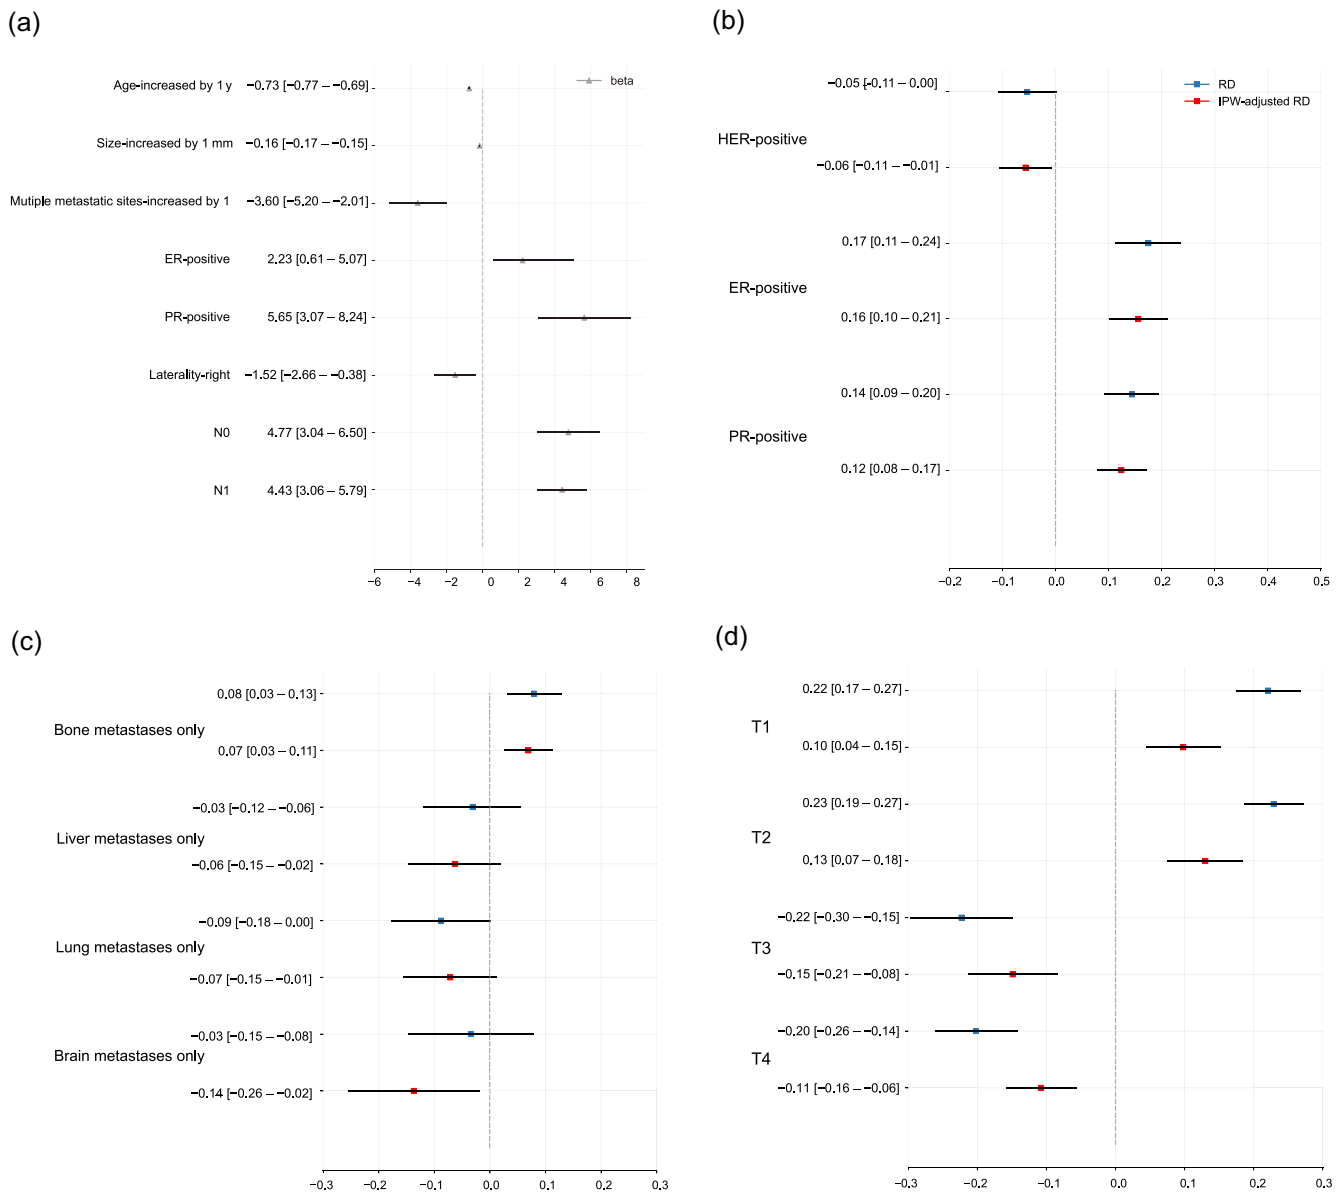 (a)
Age-increased by 1 y −0.73 [−0.77 − −0.69]
Size-increased by 1 mm −0.16 [−0.17 − −0.15]
Mutiple metastatic sites-increased by 1 −3.60 [−5.20 − −2.01]
ER-positive 2.23 [0.61 − 5.07]
PR-positive 5.65 [3.07 − 8.24]
Laterality-right −1.52 [−2.66 − −0.38]
N0 4.77 [3.04 − 6.50]
N1 4.43 [3.06 − 5.79]
beta
−6 −4 −2 0 2 4 6 8
(b)
−0.05 [−0.11 − 0.00]
HER-positive
−0.06 [−0.11 − −0.01]
0.17 [0.11 − 0.24]
ER-positive
0.16 [0.10 − 0.21]
0.14 [0.09 − 0.20]
PR-positive
0.12 [0.08 − 0.17]
RD
IPW-adjusted RD
−0.2 −0.1 0.0 0.1 0.2 0.3 0.4 0.5
(c)
0.08 [0.03 − 0.13]
Bone metastases only
0.07 [0.03 − 0.11]
−0.03 [−0.12 − −0.06]
Liver metastases only
−0.06 [−0.15 − −0.02]
−0.09 [−0.18 − 0.00]
Lung metastases only
−0.07 [−0.15 − −0.01]
−0.03 [−0.15 − −0.08]
Brain metastases only
−0.14 [−0.26 − −0.02]
−0.3 −0.2 −0.1 0.0 0.1 0.2 0.3
(d)
0.22 [0.17 − 0.27]
T1
0.10 [0.04 − 0.15]
0.23 [0.19 − 0.27]
T2
0.13 [0.07 − 0.18]
−0.22 [−0.30 − −0.15]
T3
−0.15 [−0.21 − −0.08]
−0.20 [−0.26 − −0.14]
T4
−0.11 [−0.16 − −0.06]
−0.3 −0.2 −0.1 0.0 0.1 0.2 0.3